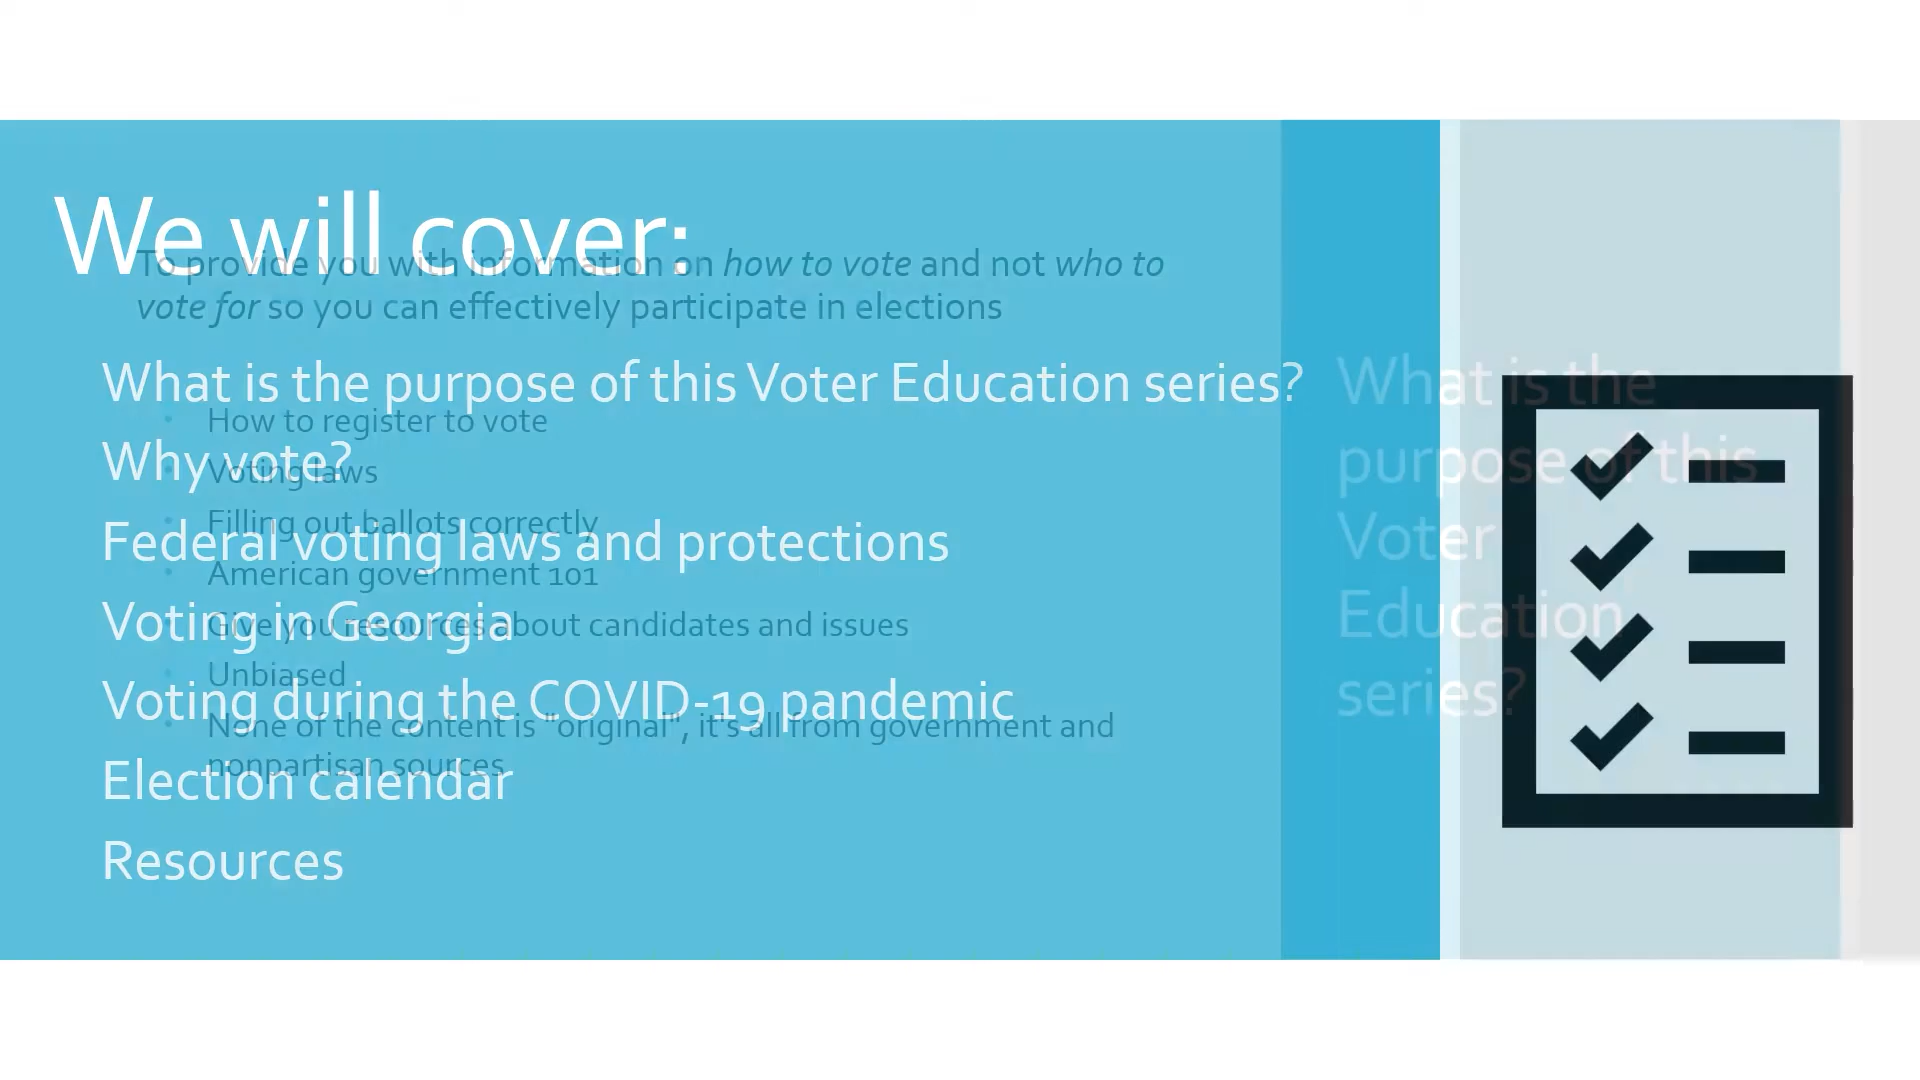 We will cover:
What is the purpose of this Voter Education series?
Why vote?
Federal voting laws and protections
Voting in Georgia
Voting during the COVID-19 pandemic
Election calendar
Resources
To provide you with information on how to vote and not who to
vote for so you can effectively participate in elections
• How to register to vote
• Voting laws
• Filling out ballots correctly
• American government 101
• Give you resources about candidates and issues
• Unbiased
• None of the content is "original", it's all from government and
nonpartisan sources
What is the
purpose of this
Voter
Education
series?